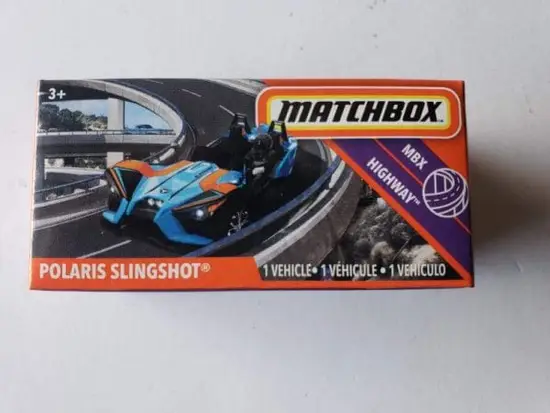 3+
MATCHBOX
MBX
HIGHWAY™
POLARIS SLINGSHOT®
1 VEHICLE • 1 VÉHICULE • 1 VEHÍCULO